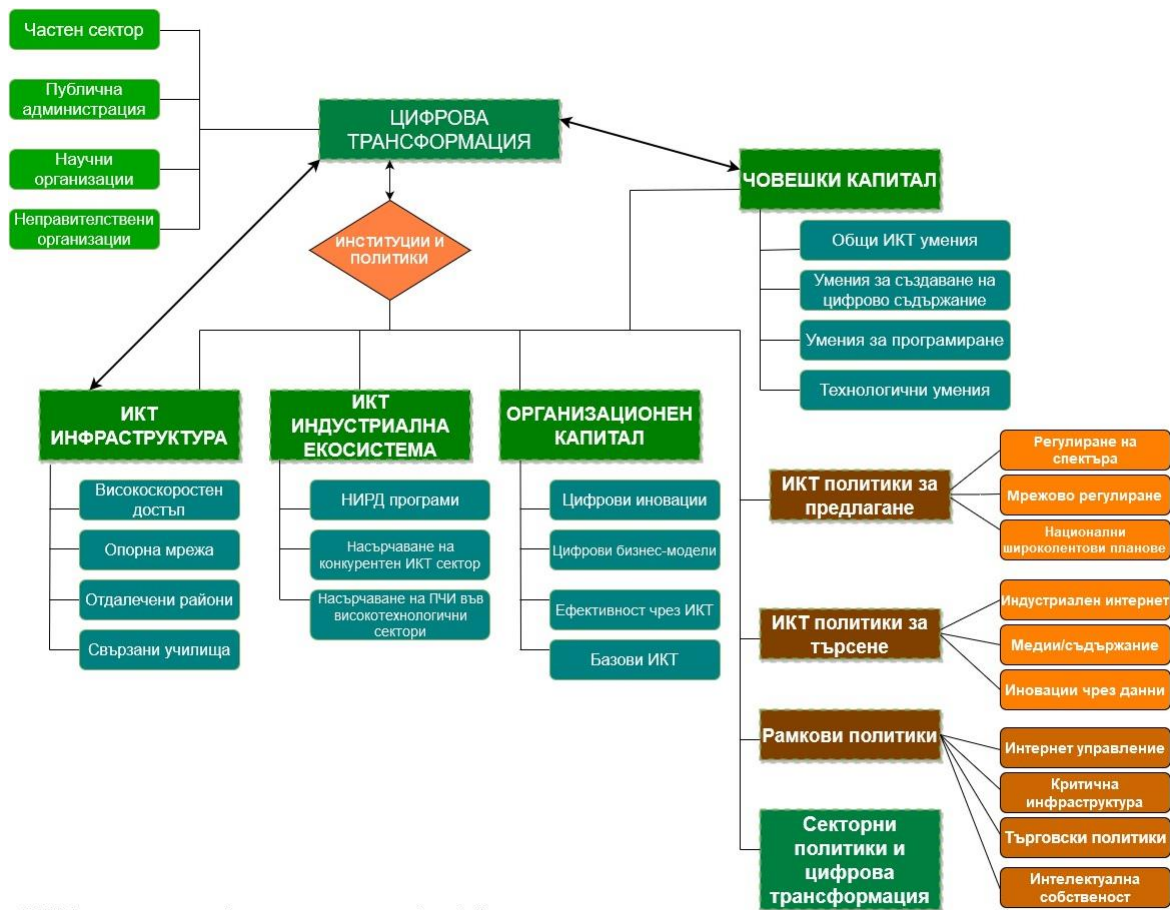 Частен сектор
Публична
администрация
Научни
организации
Неправителствени
организации
ЦИФРОВА
ТРАНСФОРМАЦИЯ
ИНСТИТУЦИИ И
ПОЛИТИКИ
ЧОВЕШКИ КАПИТАЛ
Общи ИКТ умения
Умения за създаване на
цифрово съдържание
Умения за програмиране
Технологични умения
ИКТ
ИНФРАСТРУКТУРА
Високоскоростен
достъп
Опорна мрежа
Отдалечени райони
Свързани училища
ИКТ
ИНДУСТРИАЛНА
ЕКОСИСТЕМА
НИРД програми
Насърчаване на
конкурентен ИКТ сектор
Насърчаване на ПЧИ във
високотехнологични
сектори
ОРГАНИЗАЦИОНЕН
КАПИТАЛ
Цифрови иновации
Цифрови бизнес-модели
Ефективност чрез ИКТ
Базови ИКТ
ИКТ политики за
предлагане
Регулиране на
спектъра
Мрежово регулиране
Национални
широколентови планове
ИКТ политики за
търсене
Индустриален интернет
Медии/съдържание
Иновации чрез данни
Рамкови политики
Интернет управление
Критична
инфраструктура
Търговски политики
Интелектуална
собственост
Секторни
политики и
цифрова
трансформация